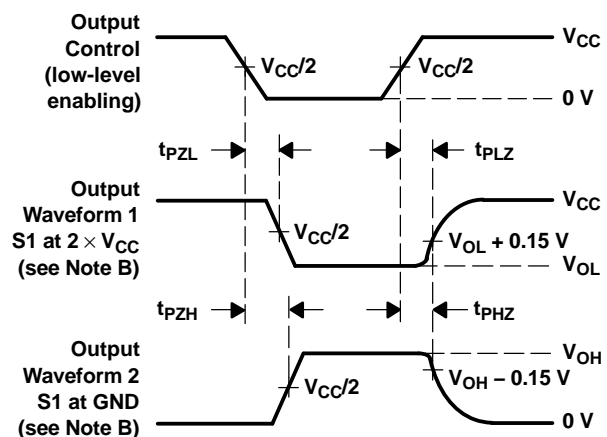 Output
Control
(low-level
enabling)
VCC
VCC/2
VCC/2
0 V
tPZL
tPLZ
Output
Waveform 1
S1 at 2 × VCC
(see Note B)
VCC
VCC/2
VOL + 0.15 V
VOL
tPZH
tPHZ
Output
Waveform 2
S1 at GND
(see Note B)
VOH
VCC/2
VOH − 0.15 V
0 V